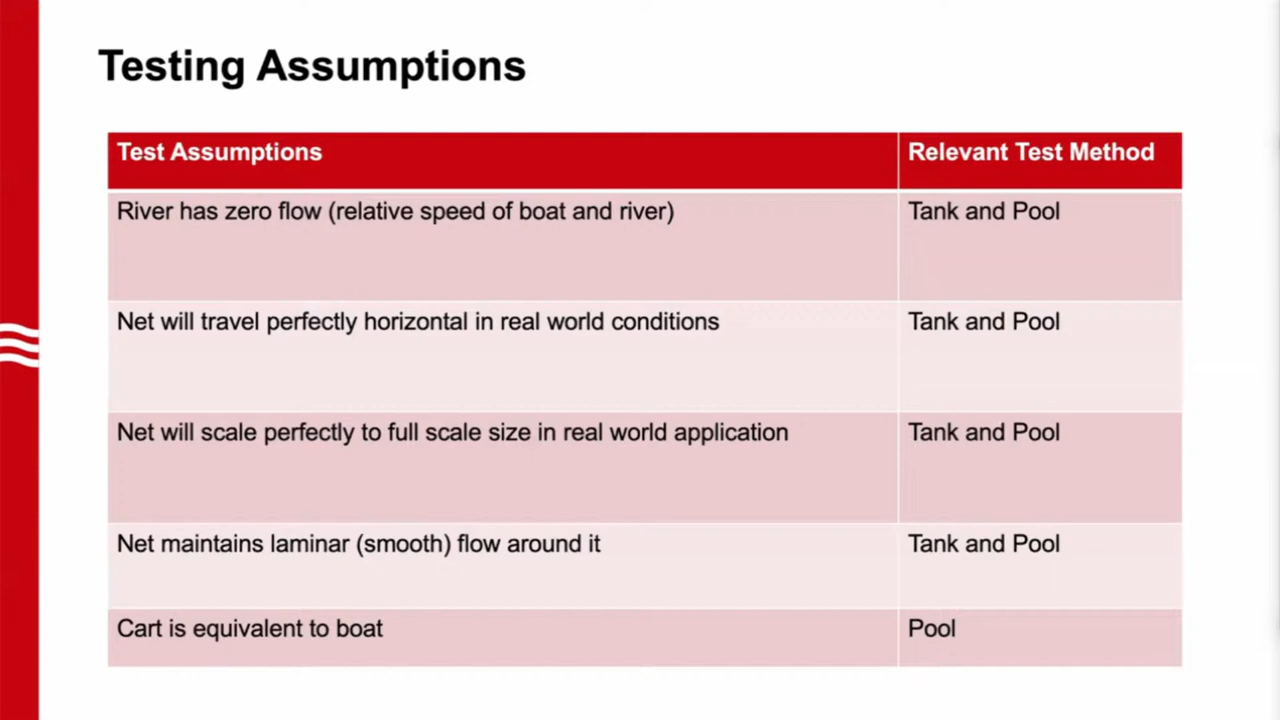 Testing Assumptions
Test Assumptions Relevant Test Method
River has zero flow (relative speed of boat and river) Tank and Pool
Net will travel perfectly horizontal in real world conditions Tank and Pool
Net will scale perfectly to full scale size in real world application Tank and Pool
Net maintains laminar (smooth) flow around it Tank and Pool
Cart is equivalent to boat Pool